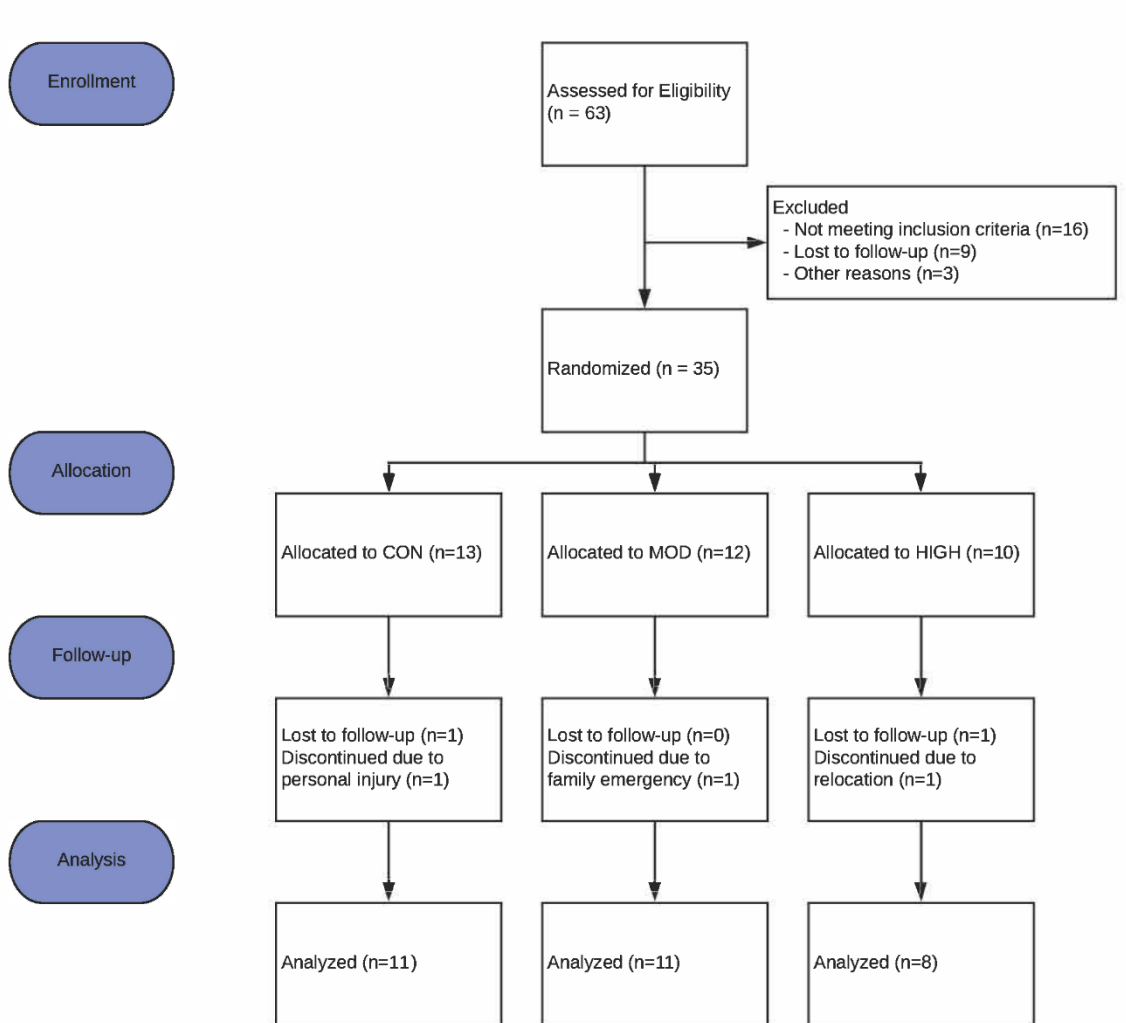 Enrollment
Assessed for Eligibility
(n = 63)
Excluded
- Not meeting inclusion criteria (n=16)
- Lost to follow-up (n=9)
- Other reasons (n=3)
Randomized (n = 35)
Allocation
Allocated to CON (n=13)
Allocated to MOD (n=12)
Allocated to HIGH (n=10)
Follow-up
Lost to follow-up (n=1)
Discontinued due to
personal injury (n=1)
Lost to follow-up (n=0)
Discontinued due to
family emergency (n=1)
Lost to follow-up (n=1)
Discontinued due to
relocation (n=1)
Analysis
Analyzed (n=11)
Analyzed (n=11)
Analyzed (n=8)